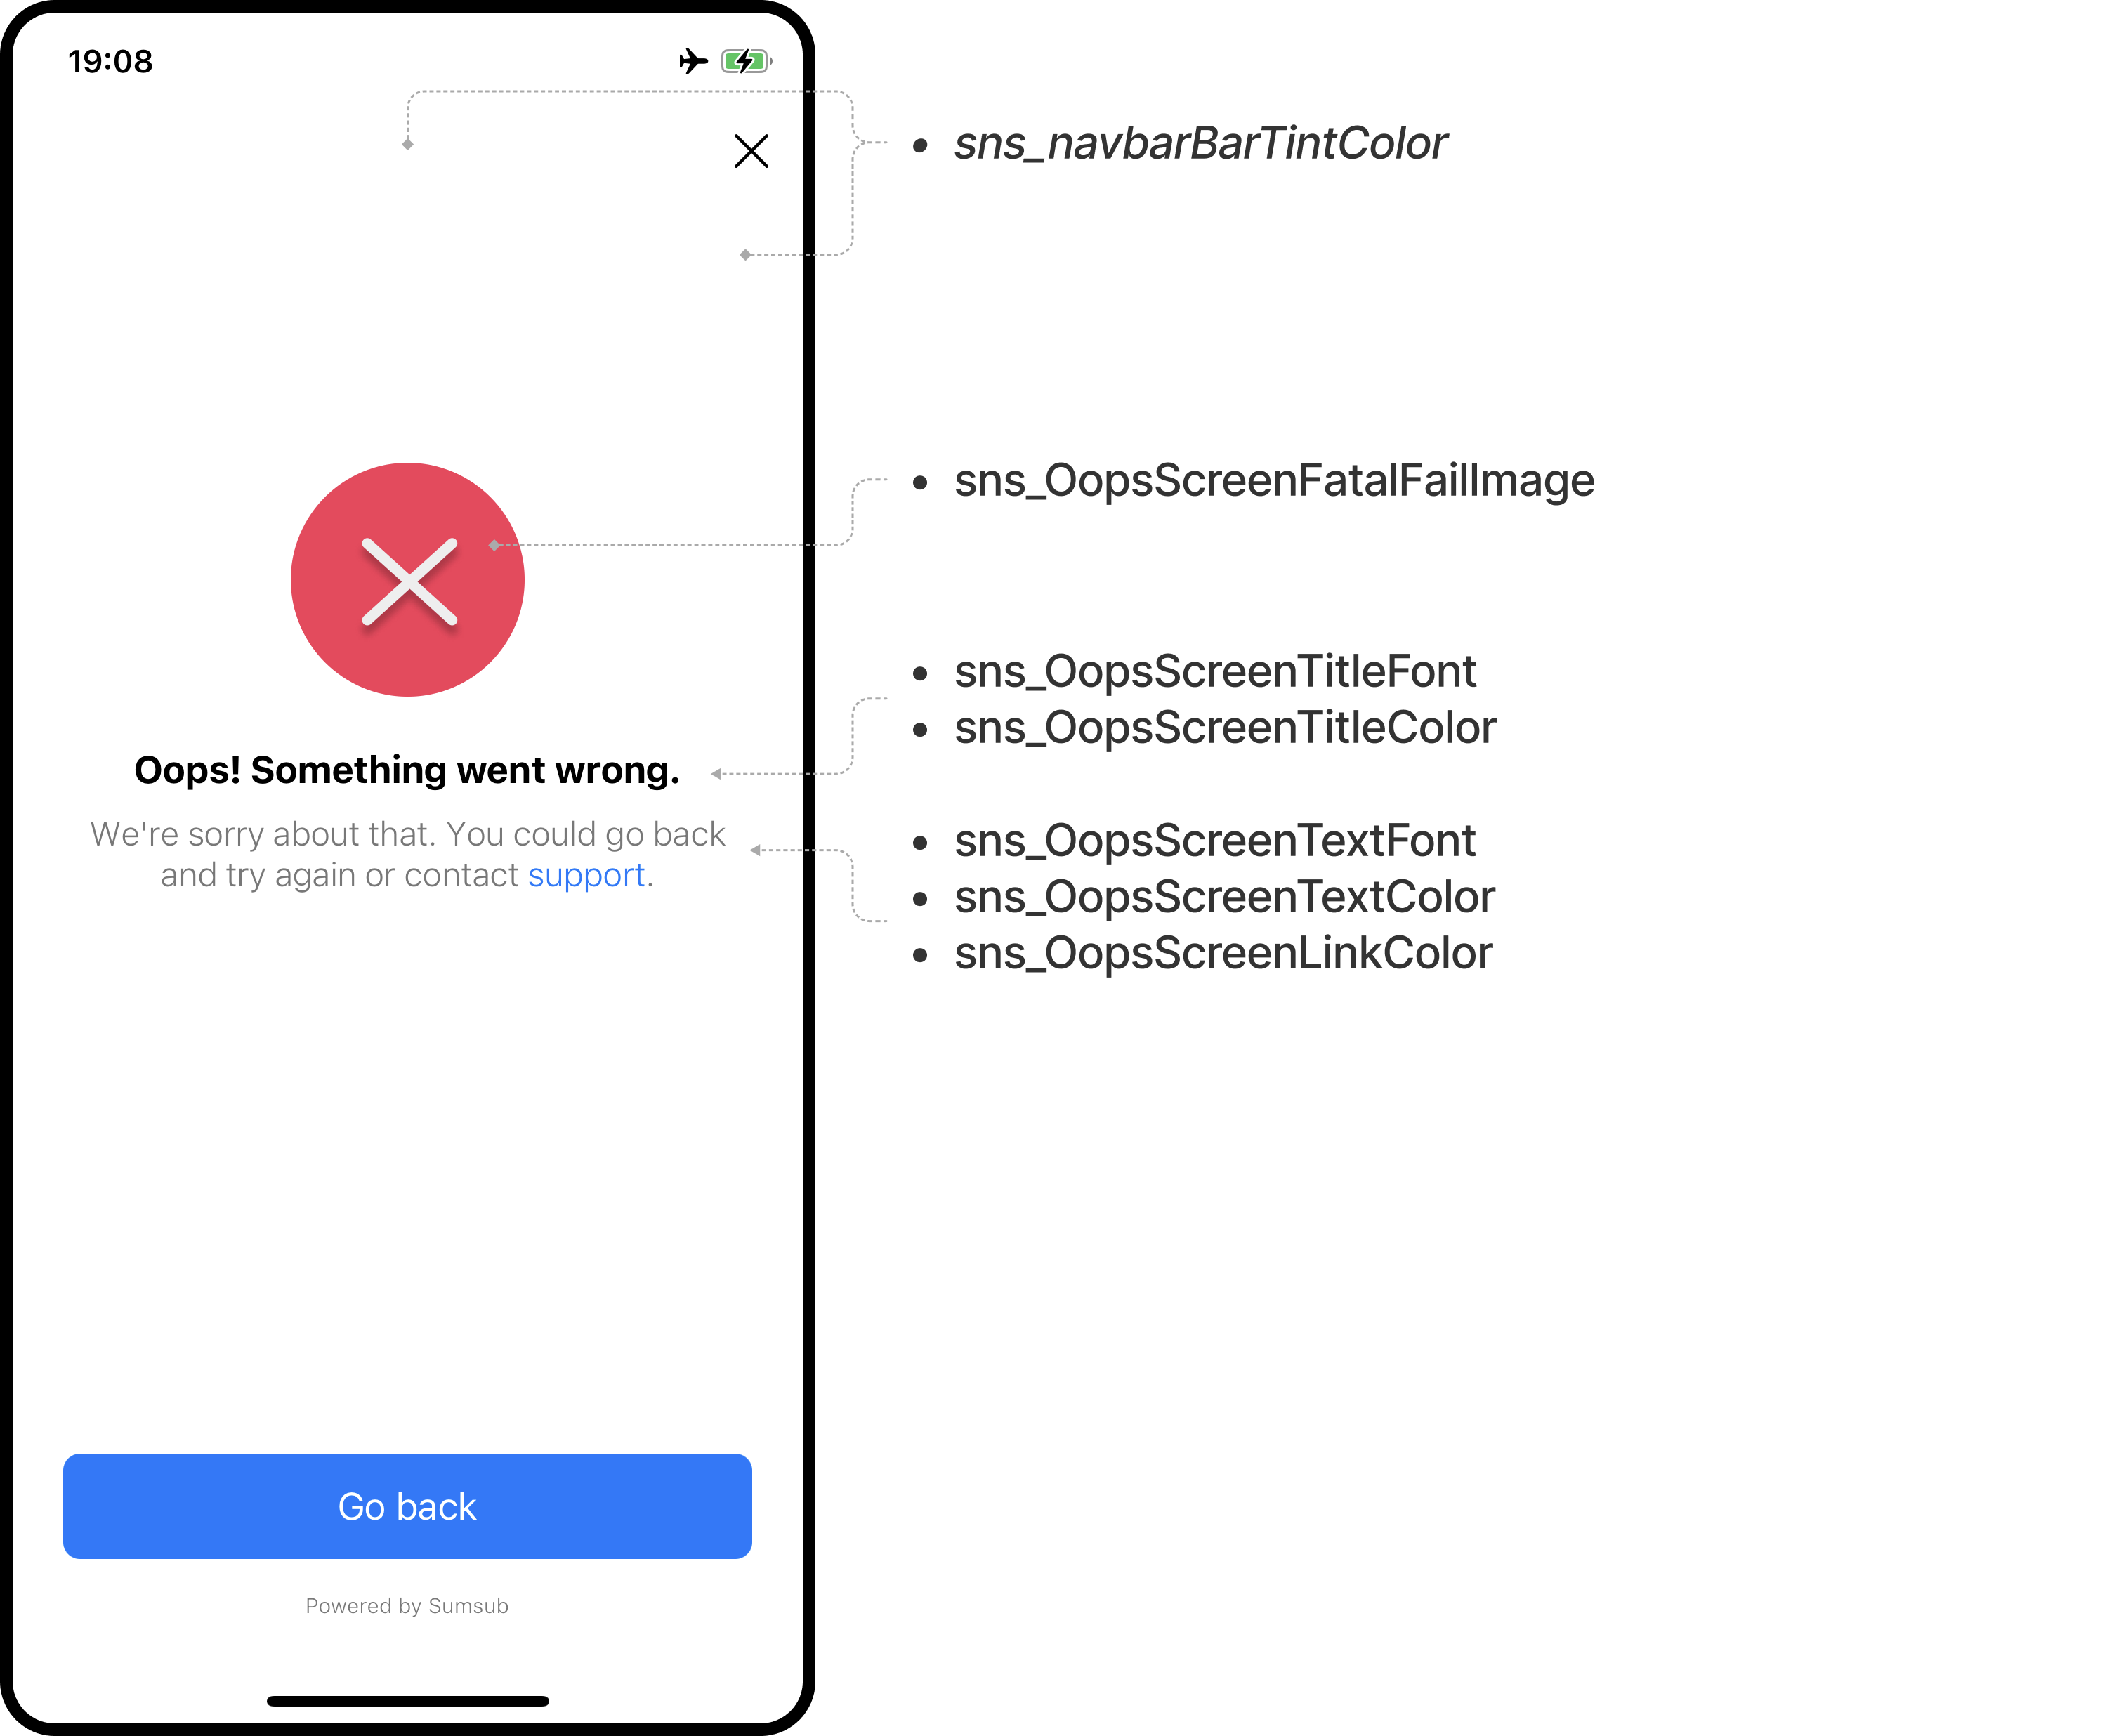 19:08
• sns_navbarBarTintColor
• sns_OopsScreenFatalFailImage
• sns_OopsScreenTitleFont
• sns_OopsScreenTitleColor
Oops! Something went wrong.
We're sorry about that. You could go back
and try again or contact support.
• sns_OopsScreenTextFont
• sns_OopsScreenTextColor
• sns_OopsScreenLinkColor
Go back
Powered by Sumsub